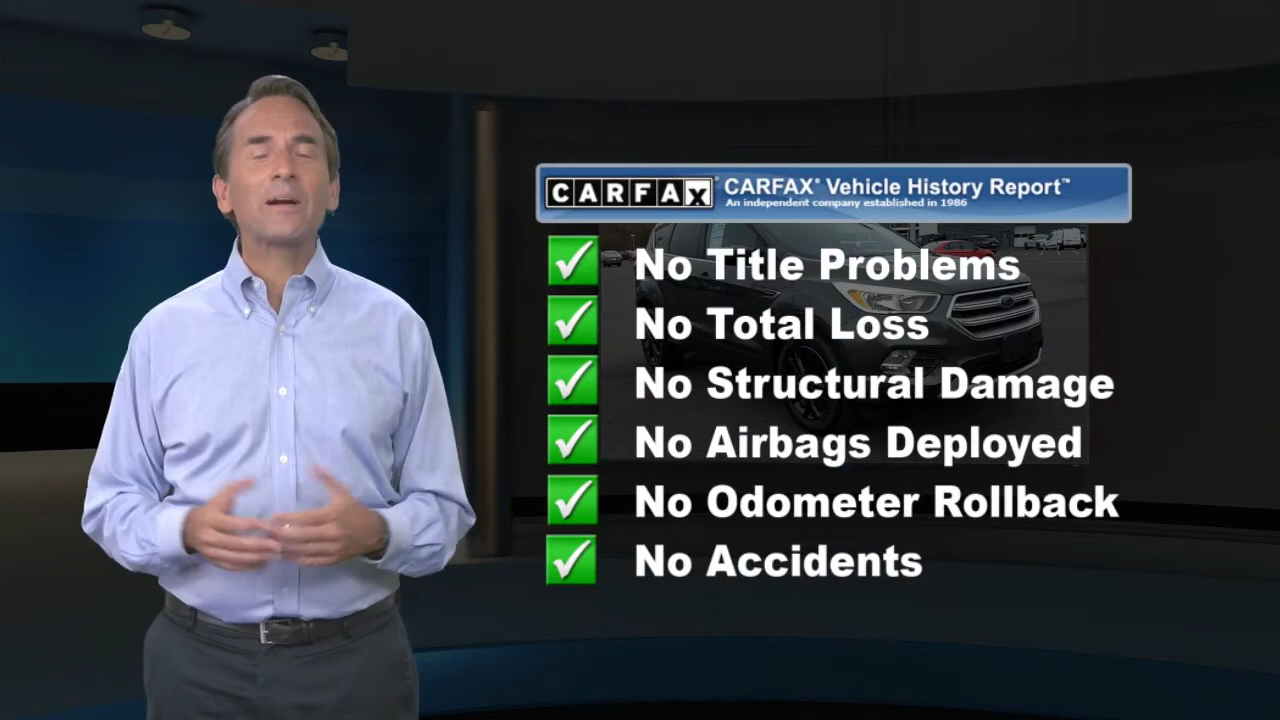 CARFAX® CARFAX® Vehicle History Report™
An independent company established in 1986
No Title Problems
No Total Loss
No Structural Damage
No Airbags Deployed
No Odometer Rollback
No Accidents